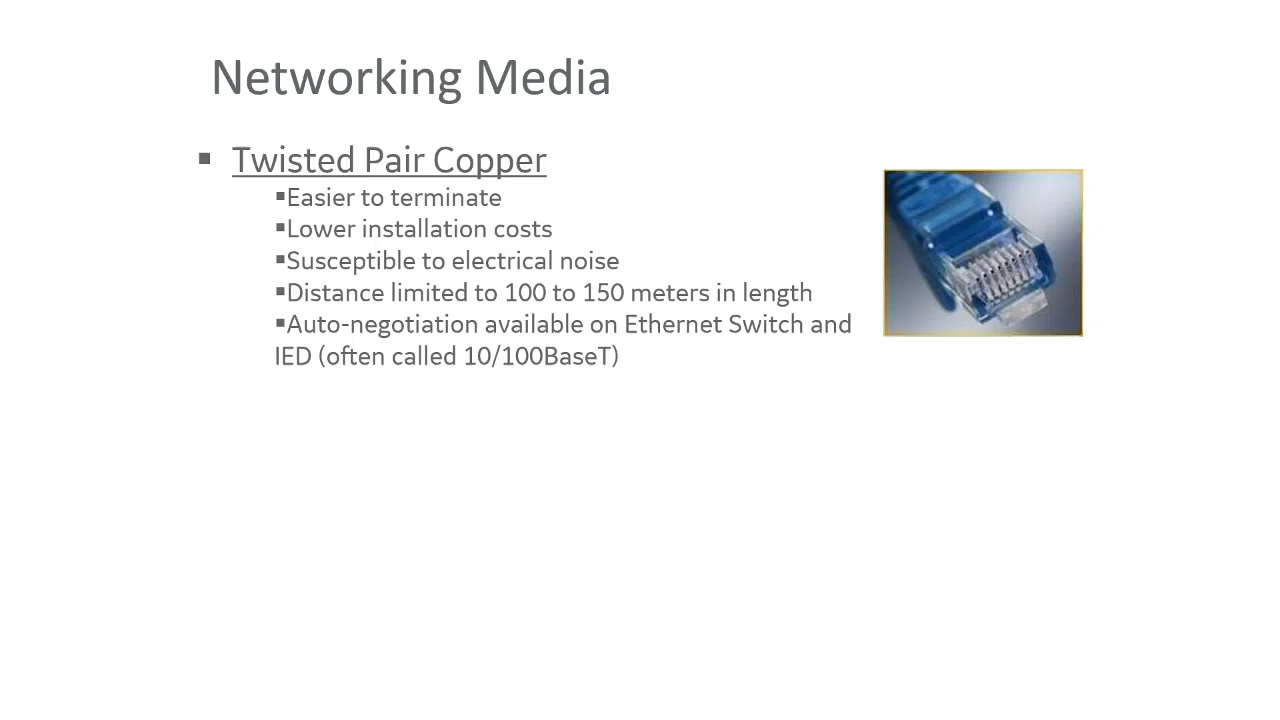 Networking Media
▪ Twisted Pair Copper
▪Easier to terminate
▪Lower installation costs
▪Susceptible to electrical noise
▪Distance limited to 100 to 150 meters in length
▪Auto-negotiation available on Ethernet Switch and
IED (often called 10/100BaseT)